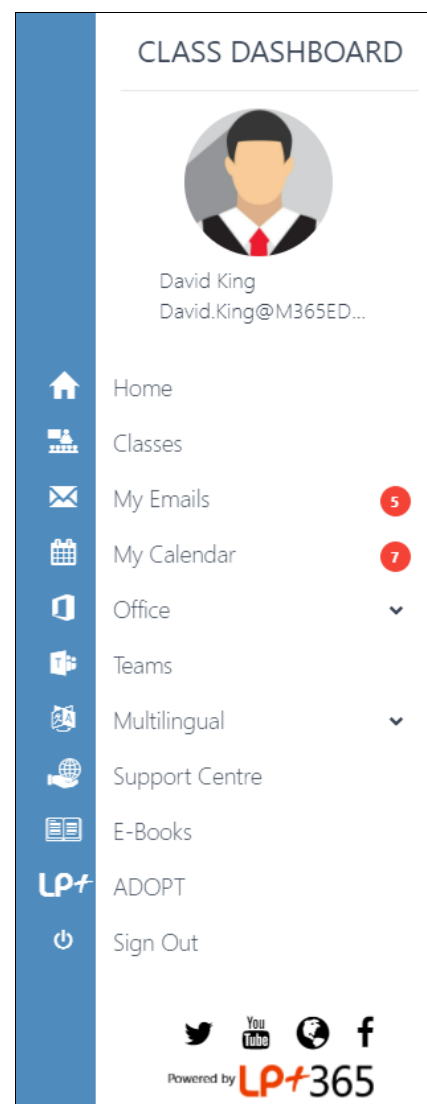 CLASS DASHBOARD
David King
David.King@M365ED...
Home
Classes
My Emails 5
My Calendar 7
Office
Teams
Multilingual
Support Centre
E-Books
LP+ ADOPT
Sign Out
You Tube
Powered by LP+365